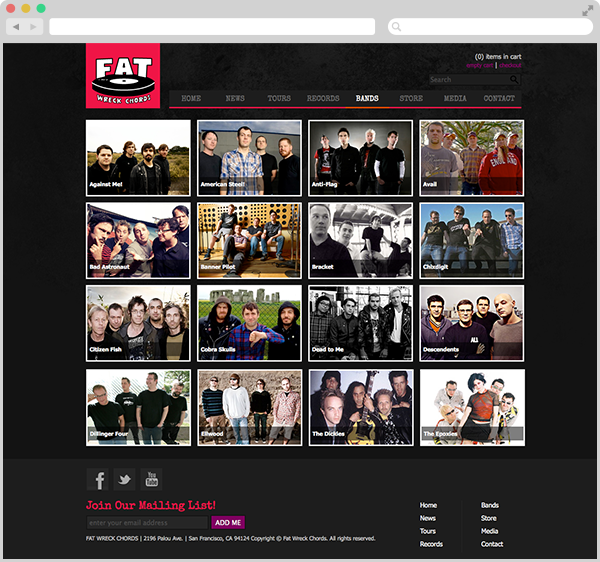 FAT
WRECK CHORDS
(0) items in cart
empty cart | checkout
Search
HOME NEWS TOURS RECORDS BANDS STORE MEDIA CONTACT
Against Me! American Steel! Anti-Flag Avail
Bad Astronaut Banner Pilot Bracket Chixdigit
Citizen Fish Cobra Skulls Dead to Me Descendents
Dillinger Four Ellwood The Dickies The Epoxies
f You Tube
Join Our Mailing List!
enter your email address ADD ME
FAT WRECK CHORDS | 2196 Palou Ave. | San Francisco, CA 94124 Copyright © Fat Wreck Chords. All rights reserved.
Home Bands
News Store
Tours Media
Records Contact